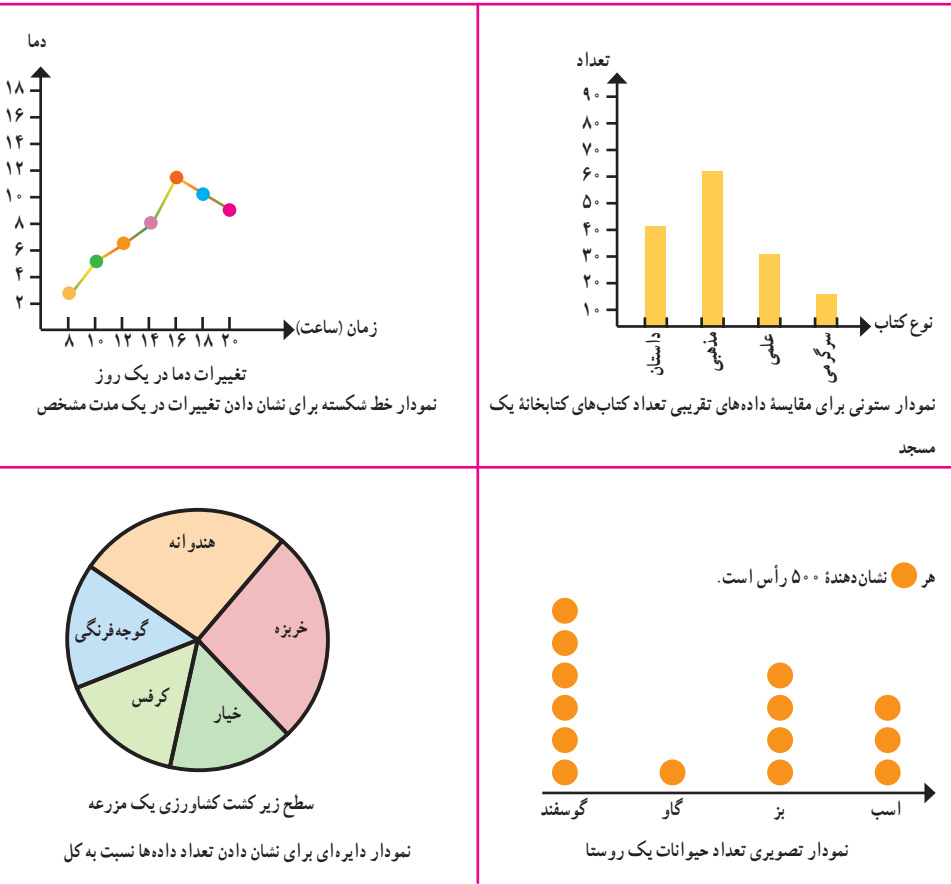 تعداد
۹۰
۸۰
۷۰
۶۰
۵۰
۴۰
۳۰
۲۰
۱۰
داستان
مذهبی
علمی
سرگرمی
نوع کتاب
نمودار ستونی برای مقایسهٔ داده‌های تقریبی تعداد کتاب‌های کتابخانهٔ یک
مسجد
دما
۱۸
۱۶
۱۴
۱۲
۱۰
۸
۶
۴
۲
۸ ۱۰ ۱۲ ۱۴ ۱۶ ۱۸ ۲۰
زمان (ساعت)
تغییرات دما در یک روز
نمودار خط شکسته برای نشان دادن تغییرات در یک مدت مشخص
هر نشان‌دهندهٔ ۵۰۰ رأس است.
گوسفند گاو بز اسب
نمودار تصویری تعداد حیوانات یک روستا
هندوانه
خربزه
گوجه‌فرنگی
کرفس
خیار
سطح زیر کشت کشاورزی یک مزرعه
نمودار دایره‌ای برای نشان دادن تعداد داده‌ها نسبت به کل